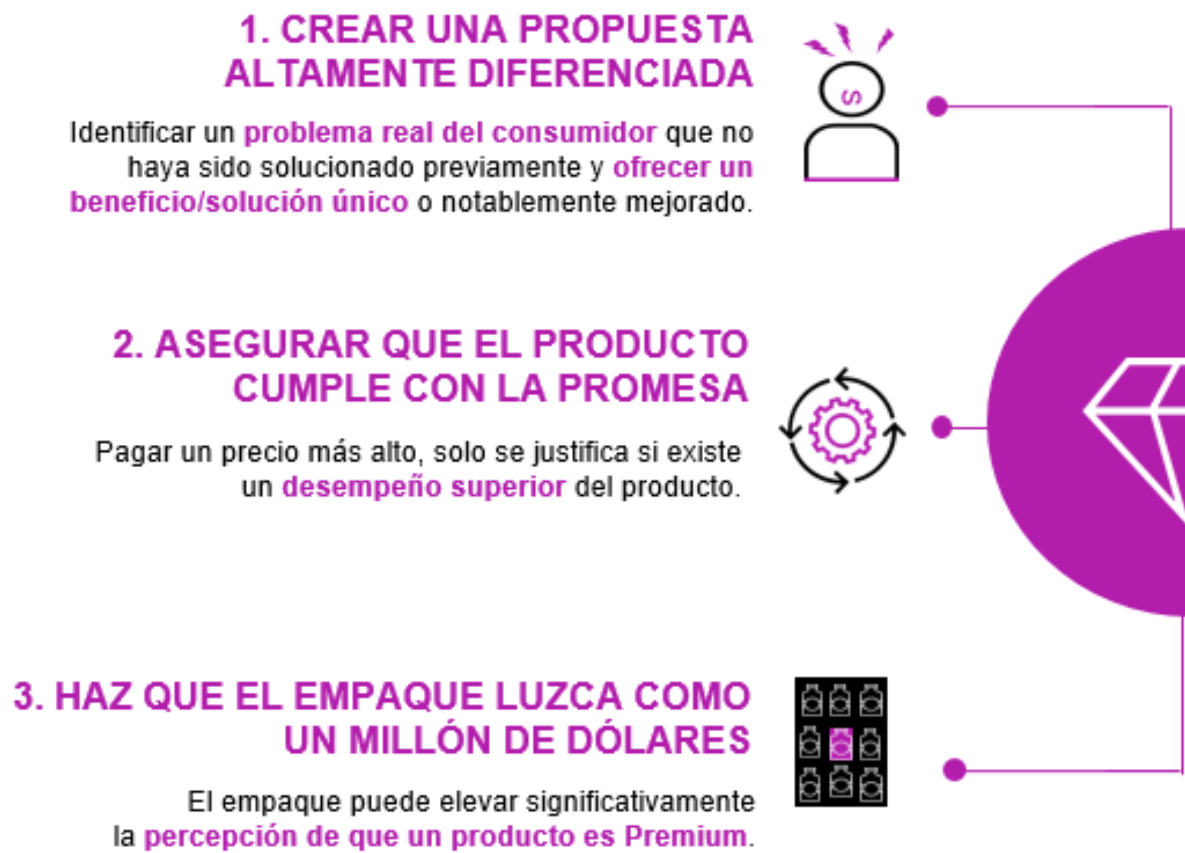 1. CREAR UNA PROPUESTA
ALTAMENTE DIFERENCIADA
Identificar un problema real del consumidor que no
haya sido solucionado previamente y ofrecer un
beneficio/solución único o notablemente mejorado.
S
2. ASEGURAR QUE EL PRODUCTO
CUMPLE CON LA PROMESA
Pagar un precio más alto, solo se justifica si existe
un desempeño superior del producto.
3. HAZ QUE EL EMPAQUE LUZCA COMO
UN MILLÓN DE DÓLARES
El empaque puede elevar significativamente
la percepción de que un producto es Premium.